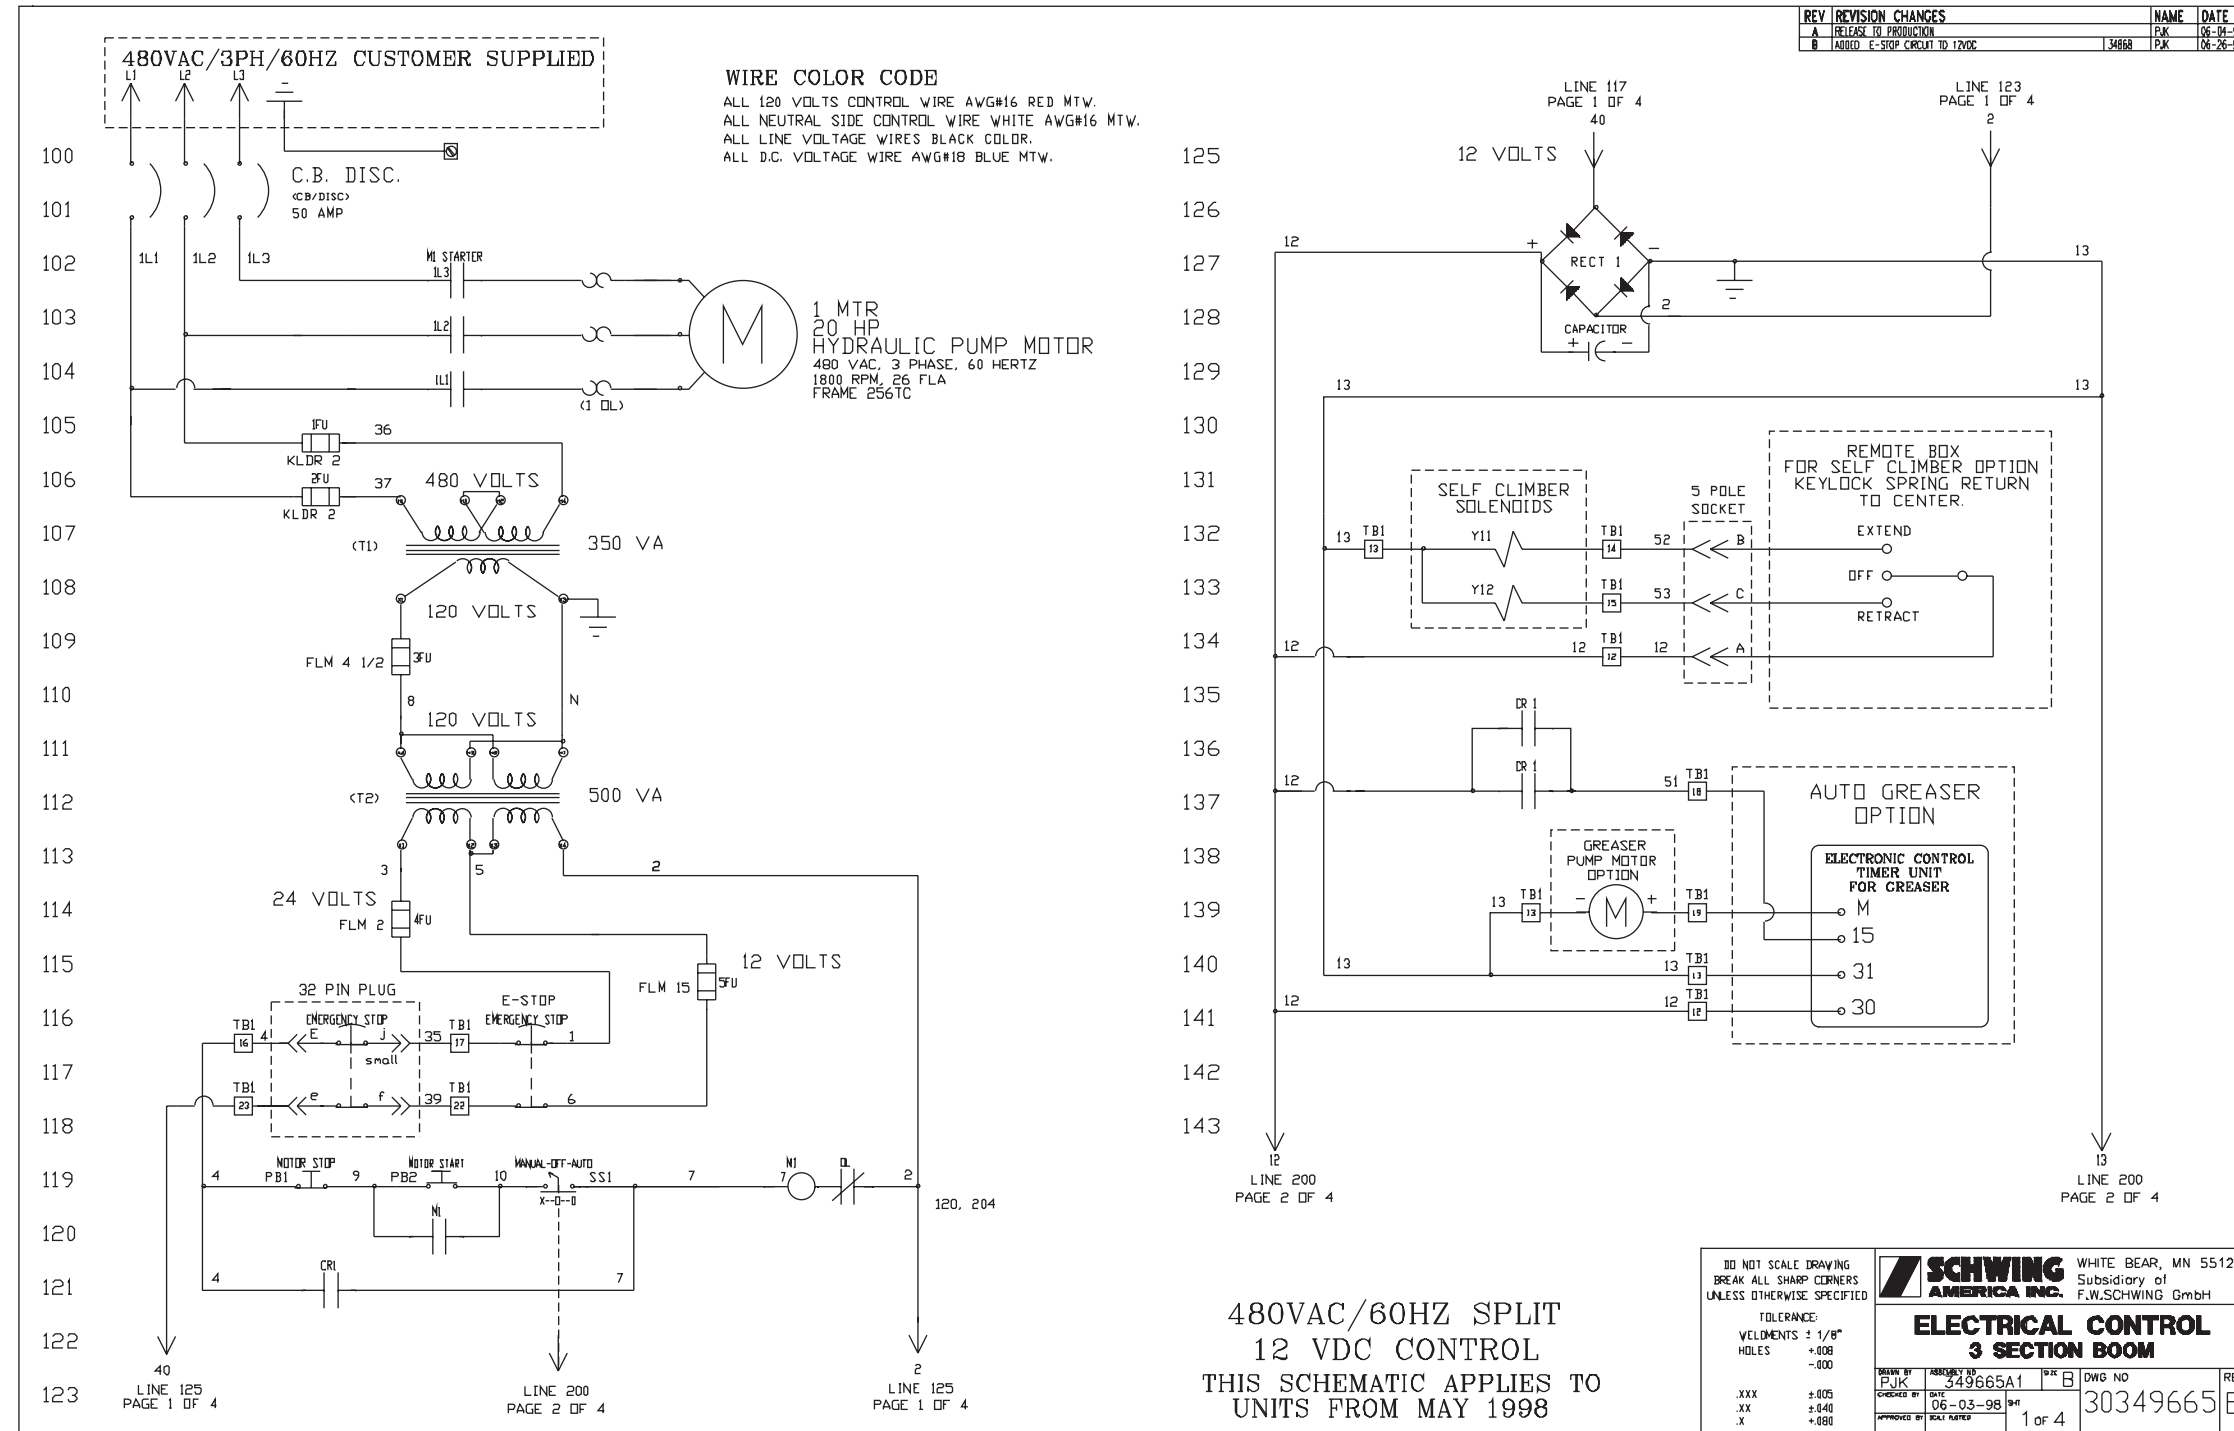 REV REVISION CHANGES NAME DATE
A RELEASE TO PRODUCTION PJK 06-04-
B ADDED E-STOP CIRCUIT TO 12VDC 34868 PJK 06-26-
480VAC/3PH/60HZ CUSTOMER SUPPLIED
L1 L2 L3
WIRE COLOR CODE
ALL 120 VOLTS CONTROL WIRE AWG#16 RED MTW.
ALL NEUTRAL SIDE CONTROL WIRE WHITE AWG#16 MTW.
ALL LINE VOLTAGE WIRES BLACK COLOR.
ALL D.C. VOLTAGE WIRE AWG#18 BLUE MTW.
100
C.B. DISC.
(CB/DISC)
50 AMP
101
1L1 1L2 1L3
102
M1 STARTER
1L3
103
1L2
1 MTR
20 HP
HYDRAULIC PUMP MOTOR
480 VAC, 3 PHASE, 60 HERTZ
1800 RPM, 26 FLA
FRAME 256TC
M
104
1L1
(1 OL)
105
1FU
36
KLDR 2
106
2FU
37
KLDR 2
480 VOLTS
107
(T1)
350 VA
108
120 VOLTS
109
FLM 4 1/2
3FU
110
8
N
120 VOLTS
111
112
(T2)
500 VA
113
3
5
2
24 VOLTS
114
FLM 2
4FU
115
12 VOLTS
FLM 15
5FU
32 PIN PLUG
E-STOP
116
EMERGENCY STOP
EMERGENCY STOP
TB1 4 E j 35 TB1 1
16 17
small
117
TB1 e f 39 TB1 6
23 22
118
119
MOTOR STOP MOTOR START MANUAL-OFF-AUTO M1 OL
4 PB1 9 PB2 10 SS1 7 7 2
X--O--O
120, 204
120
M1
121
4 CR1 7
122
123
40
LINE 125
PAGE 1 OF 4
LINE 200
PAGE 2 OF 4
2
LINE 125
PAGE 1 OF 4
LINE 117
PAGE 1 OF 4
40
LINE 123
PAGE 1 OF 4
2
125
12 VOLTS
126
12
+
-
13
127
RECT 1
128
2
CAPACITOR
+ -
129
13
13
130
REMOTE BOX
FOR SELF CLIMBER OPTION
KEYLOCK SPRING RETURN
TO CENTER.
131
SELF CLIMBER
SOLENOIDS
5 POLE
SOCKET
132
13 TB1 Y11 TB1 52 B
13 14
EXTEND
133
OFF
Y12 TB1 53 C
15
RETRACT
134
12 12 TB1 12 A
12
135
CR 1
136
CR 1
137
12 51 TB1
18
AUTO GREASER
OPTION
138
GREASER
PUMP MOTOR
OPTION
ELECTRONIC CONTROL
TIMER UNIT
FOR GREASER
139
13 TB1 - M + TB1 M
13 19
15
140
13 13 TB1 31
13
141
12 12 TB1 30
12
142
143
12
LINE 200
PAGE 2 OF 4
13
LINE 200
PAGE 2 OF 4
480VAC/60HZ SPLIT
12 VDC CONTROL
THIS SCHEMATIC APPLIES TO
UNITS FROM MAY 1998
DO NOT SCALE DRAWING
BREAK ALL SHARP CORNERS
UNLESS OTHERWISE SPECIFIED
TOLERANCE:
WELDMENTS ± 1/8"
HOLES +.008
-.000
.XXX ±.005
.XX ±.040
.X +.080
SCHWING
AMERICA INC.
WHITE BEAR, MN 5512
Subsidiary of
F.W.SCHWING GmbH
ELECTRICAL CONTROL
3 SECTION BOOM
DRAWN BY PJK
ASSEMBLY NO 349665A1
SIZE B
DWG NO 30349665
CHECKED BY
DATE 06-03-98
SHT 1 OF 4
APPROVED BY
SCALE PLOTTED